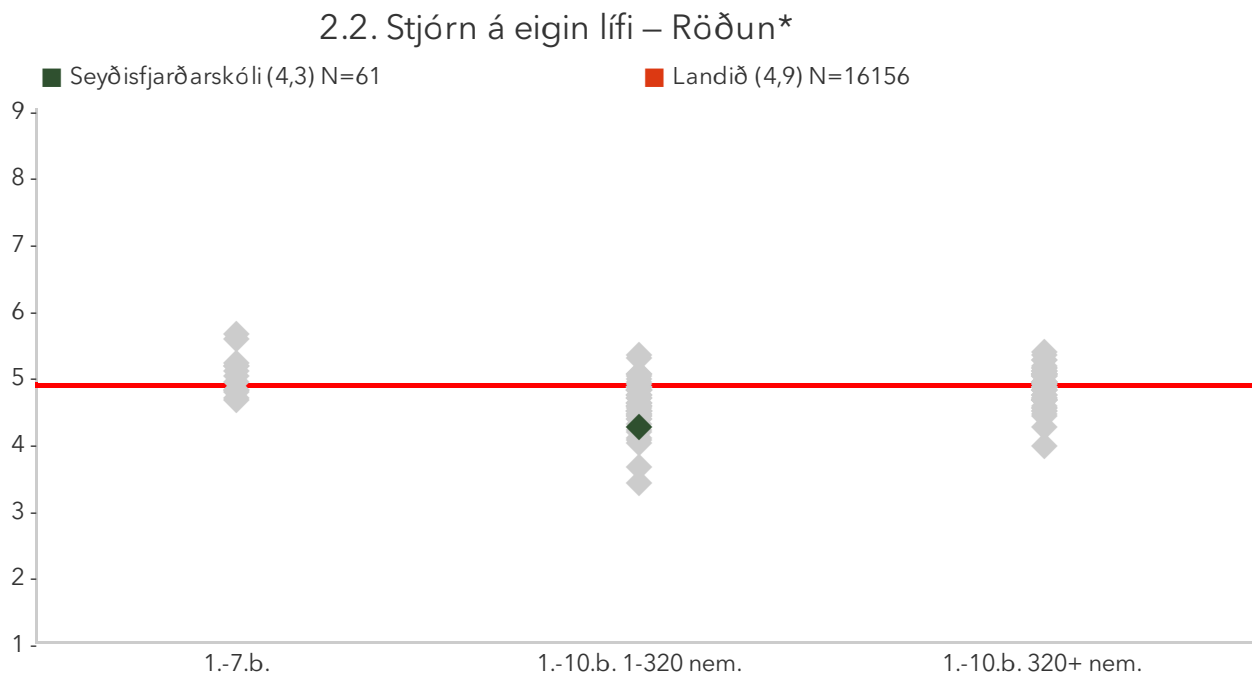 2.2. Stjórn á eigin lífi – Röðun*
Seyðisfjarðarskóli (4,3) N=61
Landið (4,9) N=16156
9
8
7
6
5
4
3
2
1
1.-7.b.
1.-10.b. 1-320 nem.
1.-10.b. 320+ nem.